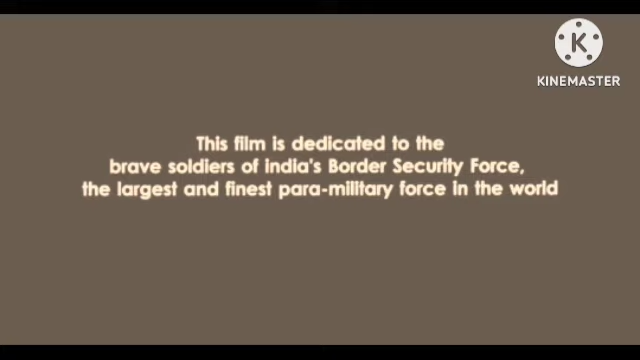 KINEMASTER
This film is dedicated to the
brave soldiers of india's Border Security Force,
the largest and finest para-military force in the world